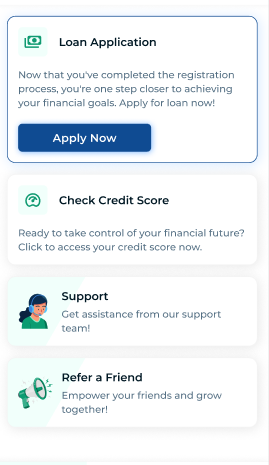 Loan Application
Now that you've completed the registration
process, you're one step closer to achieving
your financial goals. Apply for loan now!
Apply Now
Check Credit Score
Ready to take control of your financial future?
Click to access your credit score now.
Support
Get assistance from our support
team!
Refer a Friend
Empower your friends and grow
together!